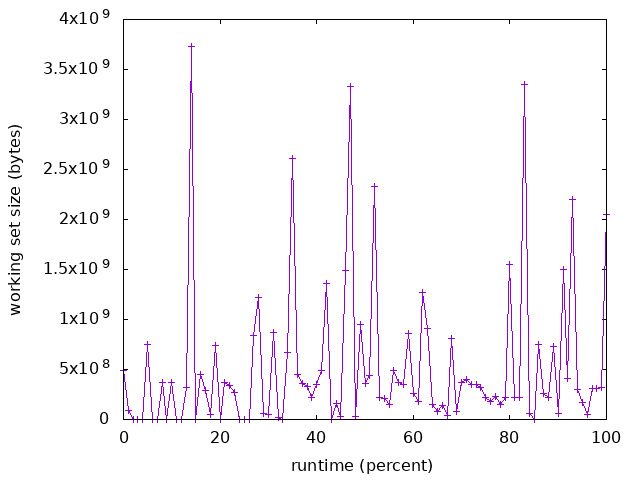 4x10^9
3.5x10^9
3x10^9
2.5x10^9
2x10^9
1.5x10^9
1x10^9
5x10^8
0
working set size (bytes)
0 20 40 60 80 100
runtime (percent)